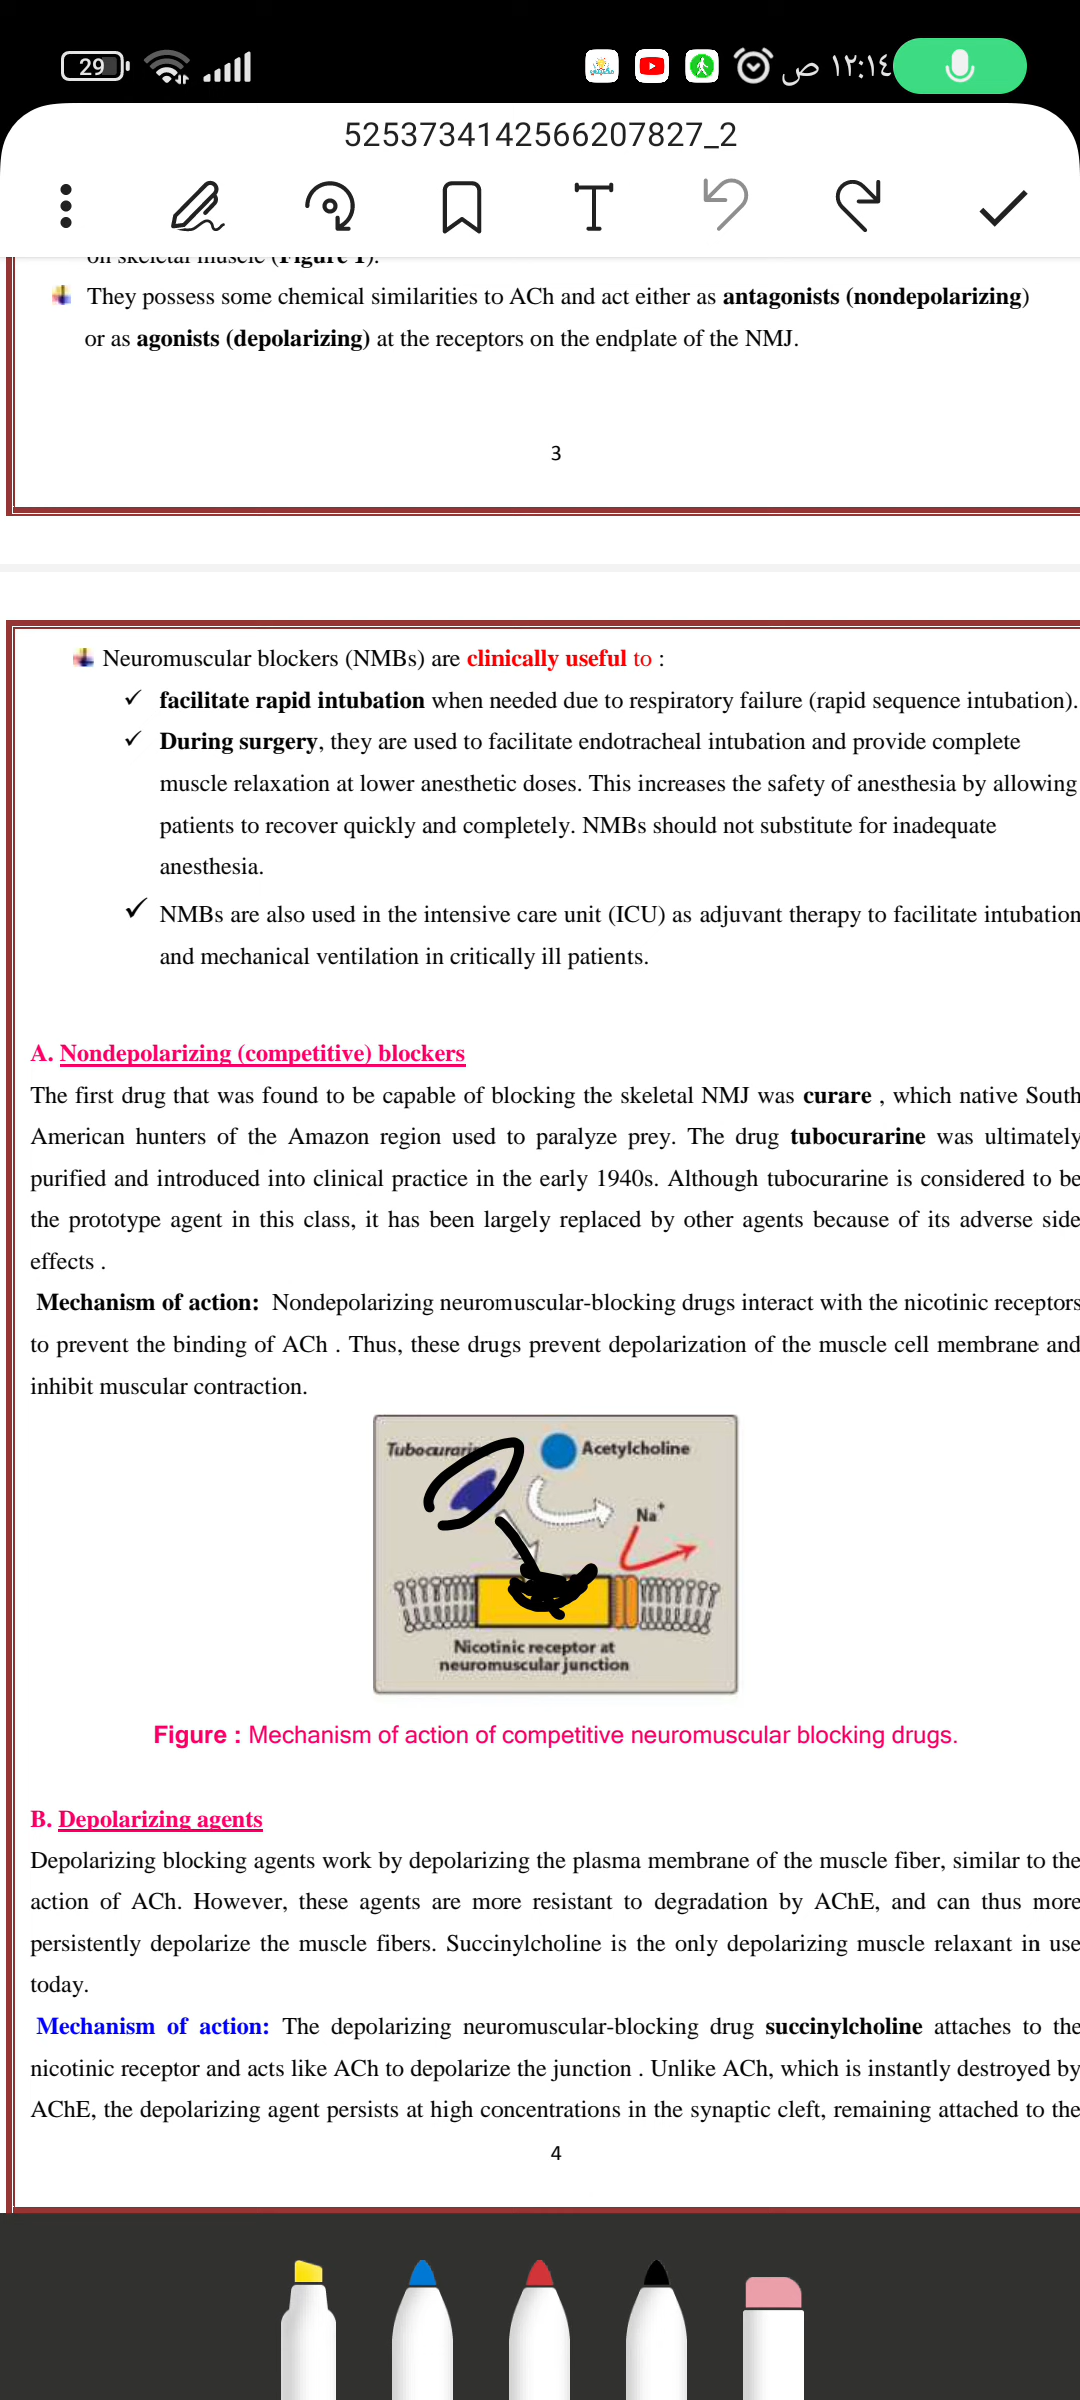 29
١٢:١٤ ص
5253734142566207827_2
on skeletal muscle (Figure 1).
They possess some chemical similarities to ACh and act either as antagonists (nondepolarizing)
or as agonists (depolarizing) at the receptors on the endplate of the NMJ.
3
Neuromuscular blockers (NMBs) are clinically useful to :
✓ facilitate rapid intubation when needed due to respiratory failure (rapid sequence intubation).
✓ During surgery, they are used to facilitate endotracheal intubation and provide complete
muscle relaxation at lower anesthetic doses. This increases the safety of anesthesia by allowing
patients to recover quickly and completely. NMBs should not substitute for inadequate
anesthesia.
✓ NMBs are also used in the intensive care unit (ICU) as adjuvant therapy to facilitate intubation
and mechanical ventilation in critically ill patients.
A. Nondepolarizing (competitive) blockers
The first drug that was found to be capable of blocking the skeletal NMJ was curare , which native South
American hunters of the Amazon region used to paralyze prey. The drug tubocurarine was ultimately
purified and introduced into clinical practice in the early 1940s. Although tubocurarine is considered to be
the prototype agent in this class, it has been largely replaced by other agents because of its adverse side
effects .
Mechanism of action: Nondepolarizing neuromuscular-blocking drugs interact with the nicotinic receptors
to prevent the binding of ACh . Thus, these drugs prevent depolarization of the muscle cell membrane and
inhibit muscular contraction.
Acetylcholine
Na+
Nicotinic receptor at
neuromuscular junction
Figure : Mechanism of action of competitive neuromuscular blocking drugs.
B. Depolarizing agents
Depolarizing blocking agents work by depolarizing the plasma membrane of the muscle fiber, similar to the
action of ACh. However, these agents are more resistant to degradation by AChE, and can thus more
persistently depolarize the muscle fibers. Succinylcholine is the only depolarizing muscle relaxant in use
today.
Mechanism of action: The depolarizing neuromuscular-blocking drug succinylcholine attaches to the
nicotinic receptor and acts like ACh to depolarize the junction . Unlike ACh, which is instantly destroyed by
AChE, the depolarizing agent persists at high concentrations in the synaptic cleft, remaining attached to the
4